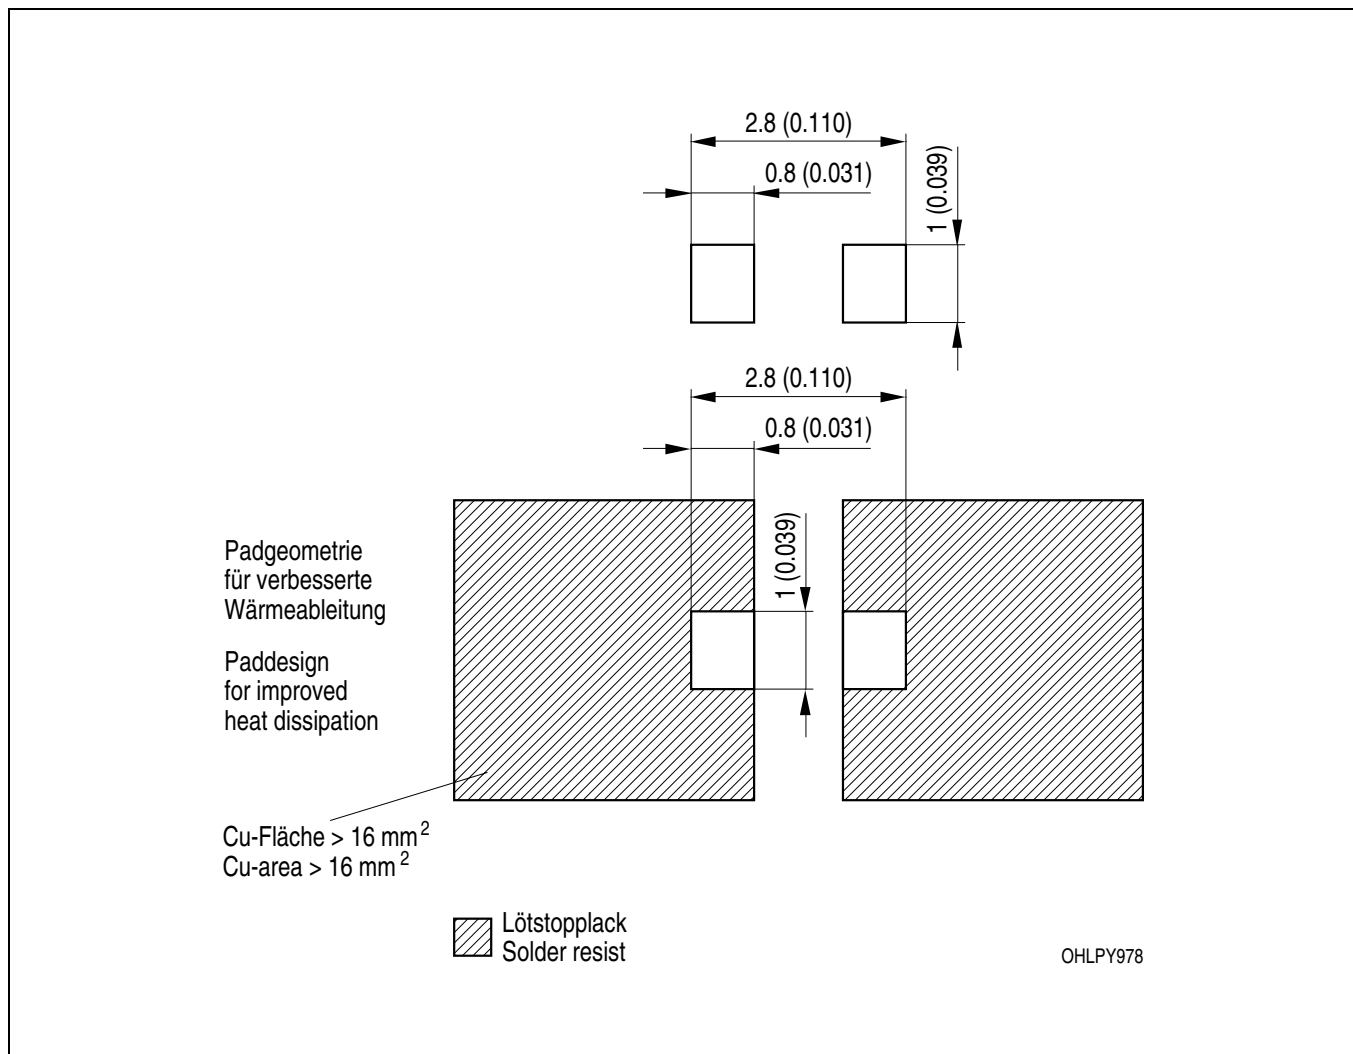 2.8 (0.110)
0.8 (0.031)
1 (0.039)
2.8 (0.110)
0.8 (0.031)
1 (0.039)
Padgeometrie
für verbesserte
Wärmeableitung
Paddesign
for improved
heat dissipation
Cu-Fläche > 16 mm²
Cu-area > 16 mm²
Lötstopplack
Solder resist
OHLPY978